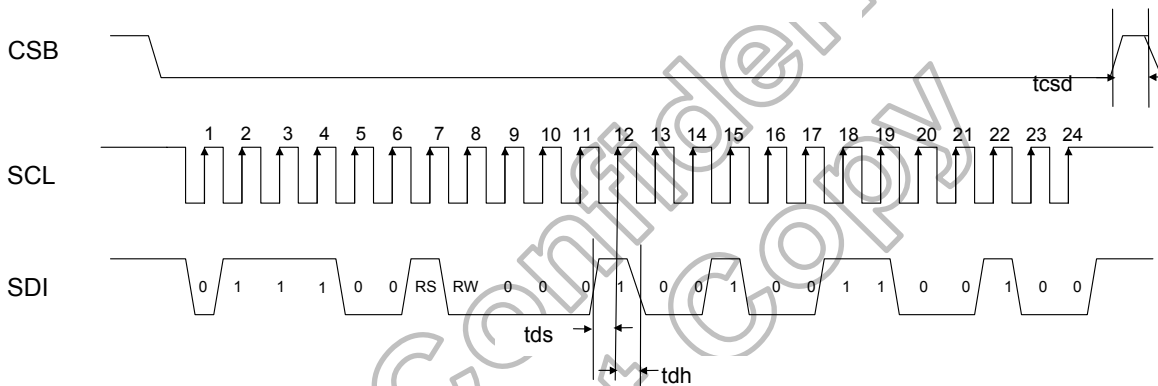 CSB
tcsd
1 2 3 4 5 6 7 8 9 10 11 12 13 14 15 16 17 18 19 20 21 22 23 24
SCL
SDI
0 1 1 1 0 0 RS RW 0 0 0 1 0 0 1 0 0 1 1 0 0 1 0 0
tds
tdh
Confiden
Copy